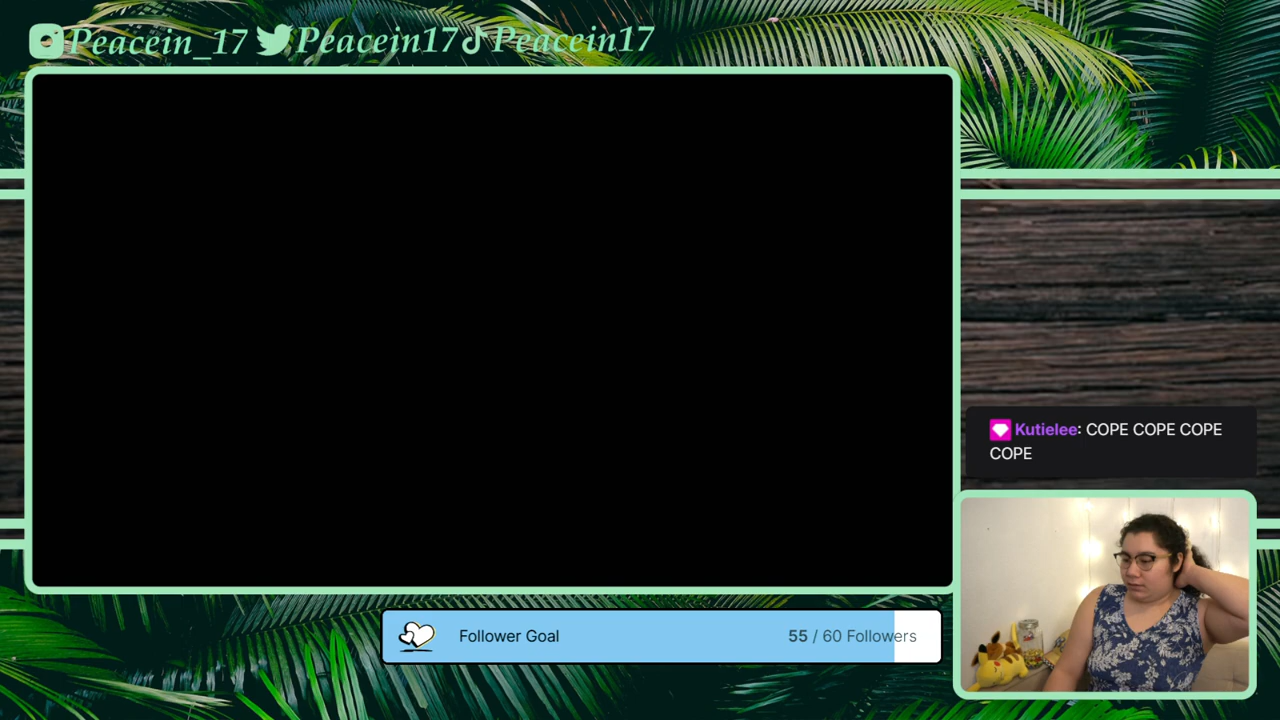 Peacein_17 Peacein17 Peacein17
Kutielee: COPE COPE COPE
COPE
Follower Goal 55 / 60 Followers